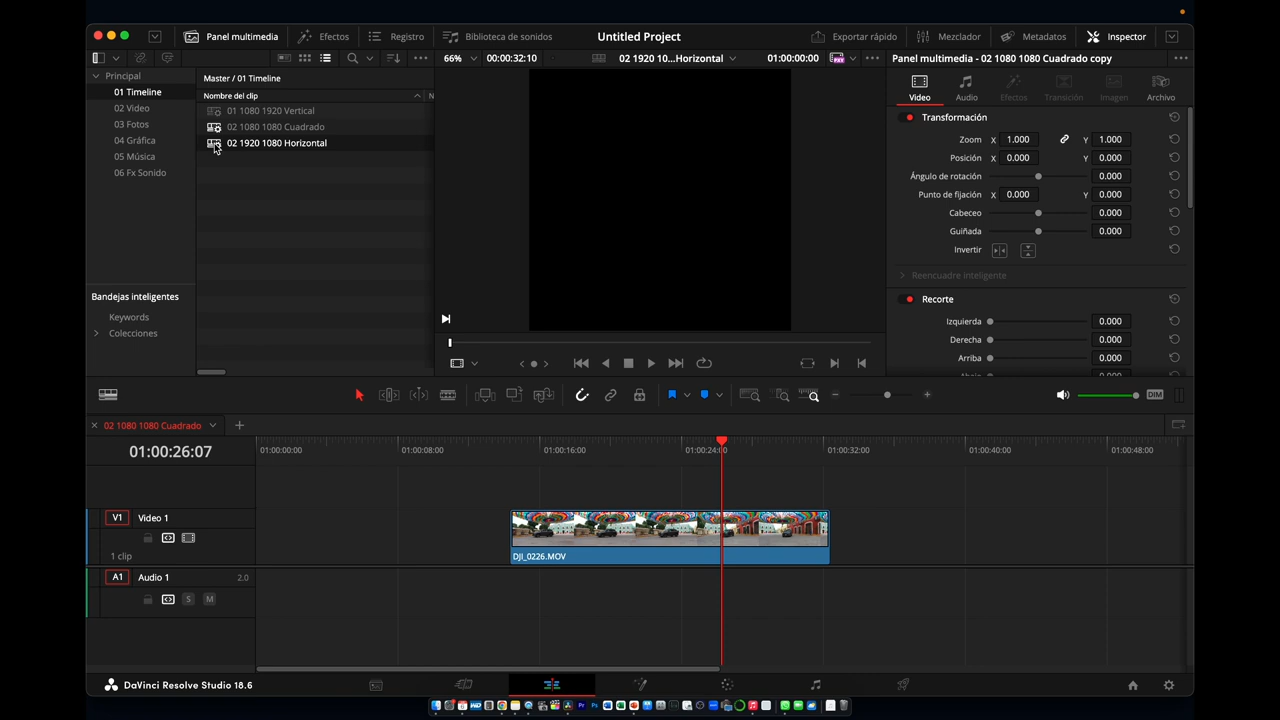 Panel multimedia
Efectos
Registro
Biblioteca de sonidos
Untitled Project
Exportar rápido
Mezclador
Metadatos
Inspector
66%
00:00:32:10
02 1920 10...Horizontal
01:00:00:00
Panel multimedia - 02 1080 1080 Cuadrado copy
Principal
01 Timeline
02 Video
03 Fotos
04 Gráfica
05 Música
06 Fx Sonido
Master / 01 Timeline
Nombre del clip
N
01 1080 1920 Vertical
02 1080 1080 Cuadrado
02 1920 1080 Horizontal
Bandejas inteligentes
Keywords
Colecciones
Video
Audio
Efectos
Transición
Imagen
Archivo
Transformación
Zoom X 1.000 Y 1.000
Posición X 0.000 Y 0.000
Ángulo de rotación 0.000
Punto de fijación X 0.000 Y 0.000
Cabeceo 0.000
Guiñada 0.000
Invertir
Reencuadre inteligente
Recorte
Izquierda 0.000
Derecha 0.000
Arriba 0.000
DIM
02 1080 1080 Cuadrado
01:00:26:07
01:00:00:00
01:00:08:00
01:00:16:00
01:00:24:00
01:00:32:00
01:00:40:00
01:00:48:00
V1 Video 1
1 clip
DJI_0226.MOV
A1 Audio 1 2.0
S M
DaVinci Resolve Studio 18.6